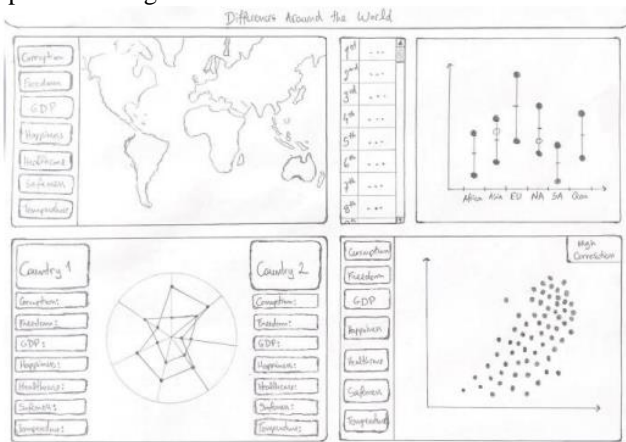 Differences Around the World
Corruption
Freedom
GDP
Happiness
Healthcare
Safeness
Temperature
1st ...
2nd ...
3rd ...
4th ...
5th ...
6th ...
7th ...
8th ...
Africa Asia EU NA SA Ocn
Country 1
Corruption:
Freedom:
GDP:
Happiness:
Healthcare:
Safeness:
Temperature:
Country 2
Corruption:
Freedom:
GDP:
Happiness:
Healthcare:
Safeness:
Temperature:
Corruption
Freedom
GDP
Happiness
Healthcare
Safeness
Temperature
High
Correlation